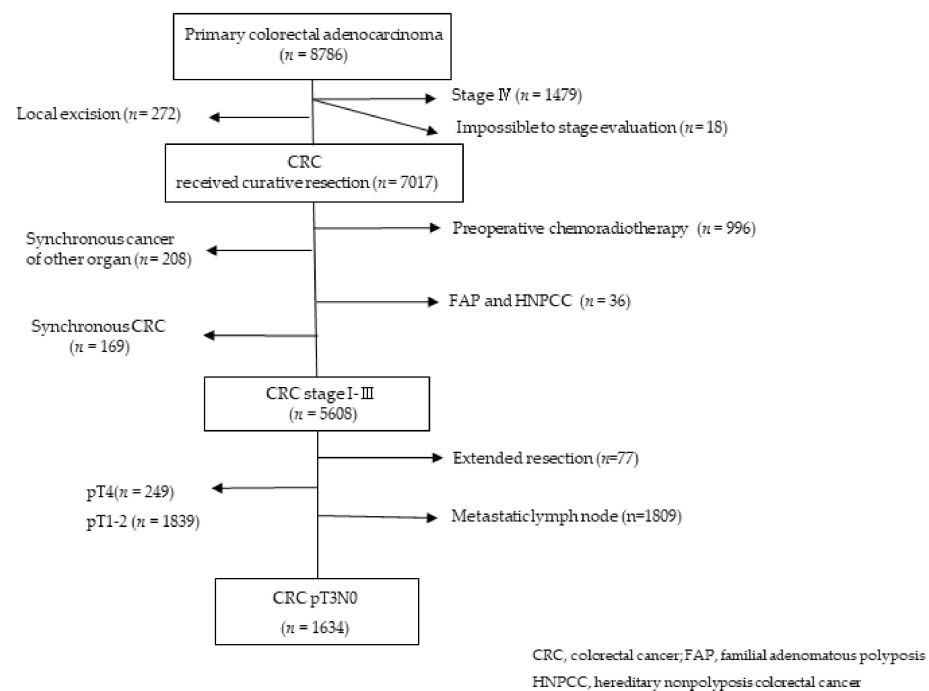 Primary colorectal adenocarcinoma
(n = 8786)
Stage Ⅳ (n = 1479)
Local excision (n = 272)
Impossible to stage evaluation (n = 18)
CRC
received curative resection (n = 7017)
Preoperative chemoradiotherapy (n = 996)
Synchronous cancer
of other organ (n = 208)
FAP and HNPCC (n = 36)
Synchronous CRC
(n = 169)
CRC stage I-Ⅲ
(n = 5608)
Extended resection (n=77)
pT4(n = 249)
pT1-2 (n = 1839)
Metastatic lymph node (n=1809)
CRC pT3N0
(n = 1634)
CRC, colorectal cancer; FAP, familial adenomatous polyposis
HNPCC, hereditary nonpolyposis colorectal cancer